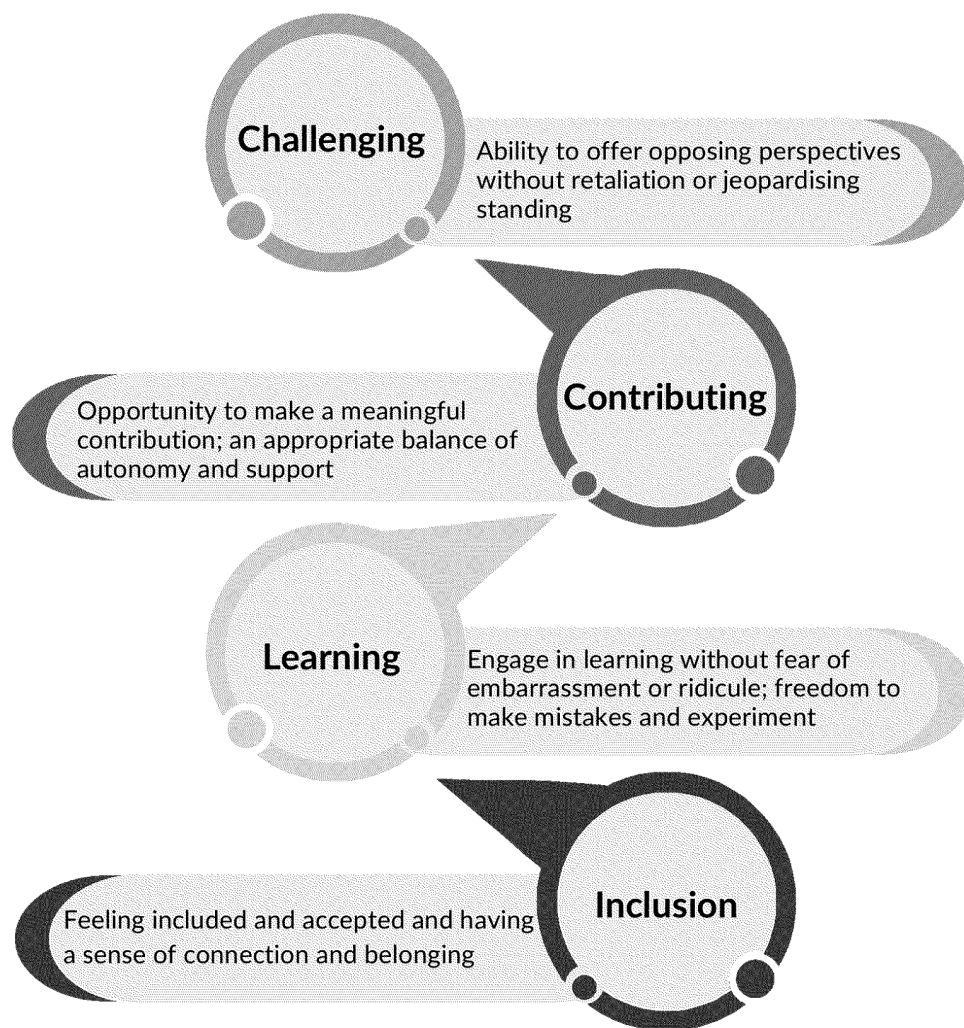 Challenging
Ability to offer opposing perspectives
without retaliation or jeopardising
standing
Contributing
Opportunity to make a meaningful
contribution; an appropriate balance of
autonomy and support
Learning
Engage in learning without fear of
embarrassment or ridicule; freedom to
make mistakes and experiment
Inclusion
Feeling included and accepted and having
a sense of connection and belonging